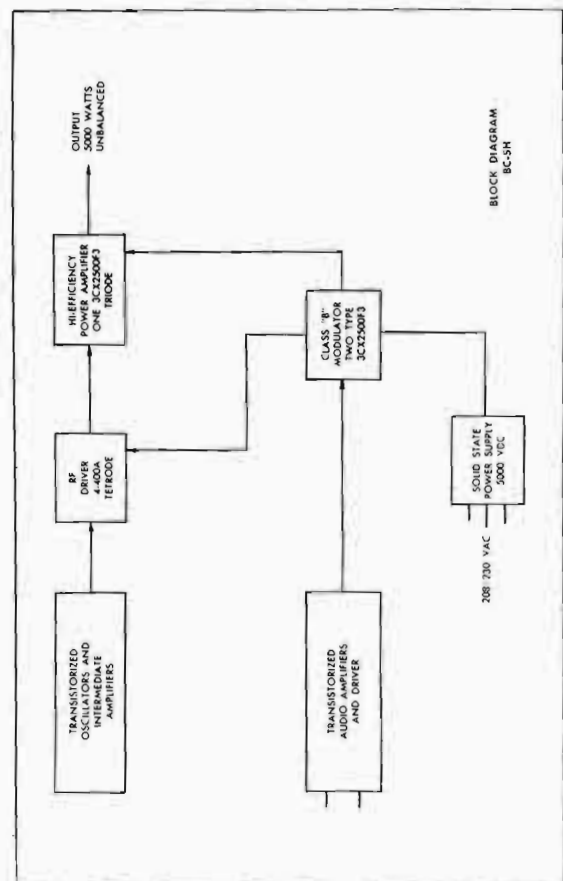 TRANSISTORIZED
OSCILLATORS AND
INTERMEDIATE
AMPLIFIERS
RF
DRIVER
4-400A
TETRODE
HI-EFFICIENCY
POWER AMPLIFIER
ONE 3CX2500F3
TRIODE
OUTPUT
5000 WATTS
UNBALANCED
TRANSISTORIZED
AUDIO AMPLIFIERS
AND DRIVER
CLASS "B"
MODULATOR
TWO TYPE
3CX2500F3
SOLID STATE
POWER SUPPLY
5000 VDC
208 230 VAC
BLOCK DIAGRAM
BC-5H